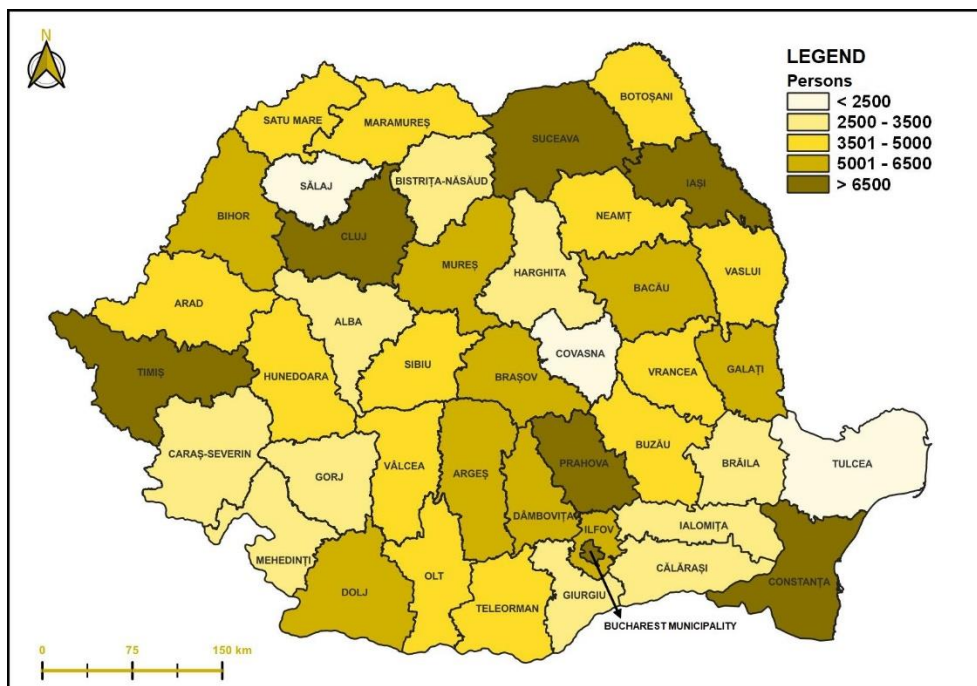 N
LEGEND
Persons
< 2500
2500 - 3500
3501 - 5000
5001 - 6500
> 6500
BOTOȘANI
SATU MARE
MARAMUREȘ
SUCEAVA
SĂLAJ
BISTRIȚA-NĂSĂUD
IAȘI
BIHOR
CLUJ
NEAMȚ
MUREȘ
HARGHITA
VASLUI
BACĂU
ARAD
ALBA
COVASNA
TIMIȘ
HUNEDOARA
SIBIU
BRAȘOV
VRANCEA
GALAȚI
CARAȘ-SEVERIN
GORJ
VÂLCEA
ARGEȘ
PRAHOVA
BUZĂU
BRĂILA
TULCEA
DÂMBOVIȚA
ILFOV
IALOMIȚA
MEHEDINȚI
CĂLĂRAȘI
CONSTANȚA
DOLJ
OLT
TELEORMAN
GIURGIU
BUCHAREST MUNICIPALITY
0 75 150 km